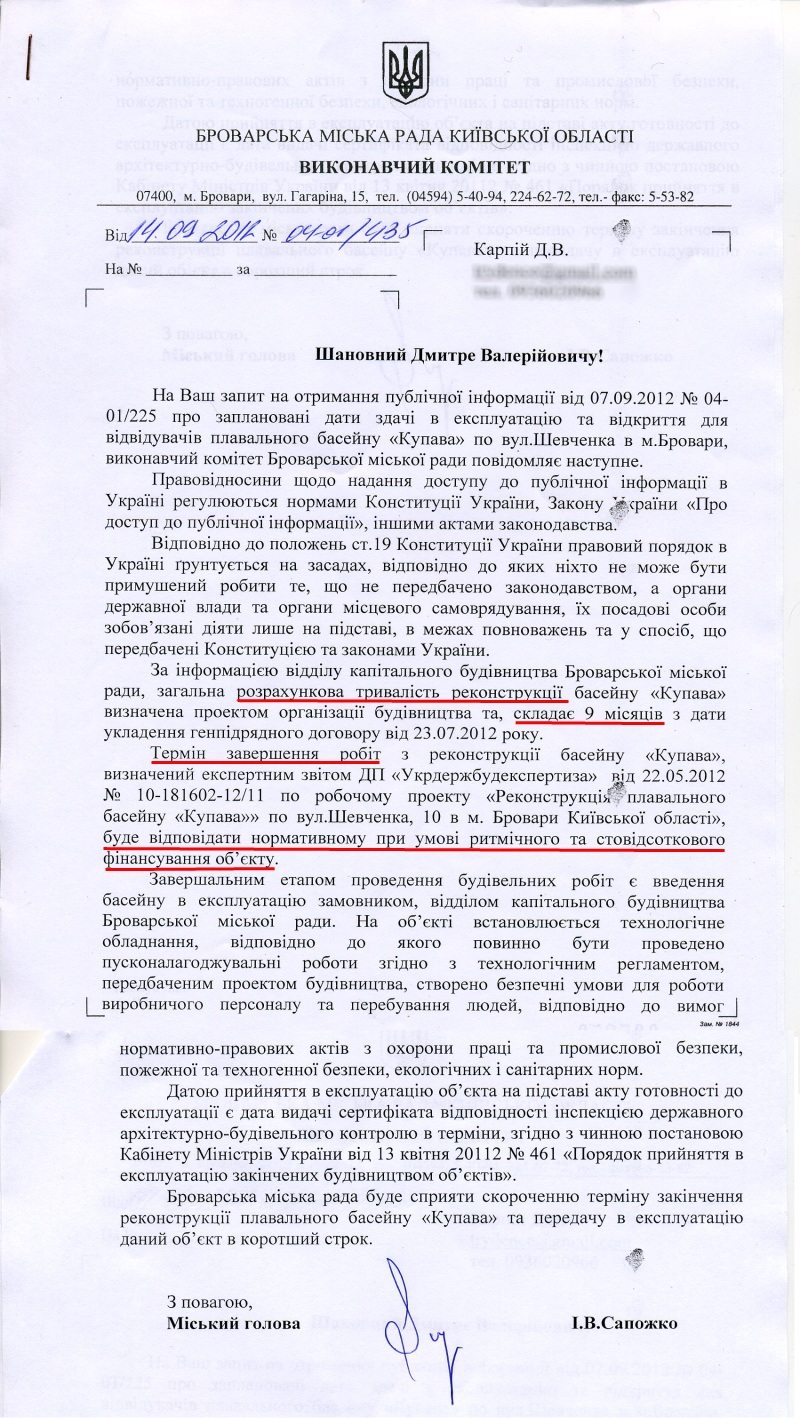 БРОВАРСЬКА МІСЬКА РАДА КИЇВСЬКОЇ ОБЛАСТІ
ВИКОНАВЧИЙ КОМІТЕТ
07400, м. Бровари, вул. Гагаріна, 15, тел. (04594) 5-40-94, 224-62-72, тел.- факс: 5-53-82
Від 14.09.2012 № 04-01/435
На № ___________ за ________________
Карпій Д.В.
Шановний Дмитре Валерійовичу!
На Ваш запит на отримання публічної інформації від 07.09.2012 № 04-
01/225 про заплановані дати здачі в експлуатацію та відкриття для
відвідувачів плавального басейну «Купава» по вул.Шевченка в м.Бровари,
виконавчий комітет Броварської міської ради повідомляє наступне.
Правовідносини щодо надання доступу до публічної інформації в
Україні регулюються нормами Конституції України, Закону України «Про
доступ до публічної інформації», іншими актами законодавства.
Відповідно до положень ст.19 Конституції України правовий порядок в
Україні ґрунтується на засадах, відповідно до яких ніхто не може бути
примушений робити те, що не передбачено законодавством, а органи
державної влади та органи місцевого самоврядування, їх посадові особи
зобов’язані діяти лише на підставі, в межах повноважень та у спосіб, що
передбачені Конституцією та законами України.
За інформацією відділу капітального будівництва Броварської міської
ради, загальна розрахункова тривалість реконструкції басейну «Купава»
визначена проектом організації будівництва та, складає 9 місяців з дати
укладення генпідрядного договору від 23.07.2012 року.
Термін завершення робіт з реконструкції басейну «Купава»,
визначений експертним звітом ДП «Укрдержбудекспертиза» від 22.05.2012
№ 10-181602-12/11 по робочому проекту «Реконструкція плавального
басейну «Купава»» по вул.Шевченка, 10 в м. Бровари Київської області»,
буде відповідати нормативному при умові ритмічного та стовідсоткового
фінансування об’єкту.
Завершальним етапом проведення будівельних робіт є введення
басейну в експлуатацію замовником, відділом капітального будівництва
Броварської міської ради. На об’єкті встановлюється технологічне
обладнання, відповідно до якого повинно бути проведено
пусконалагоджувальні роботи згідно з технологічним регламентом,
передбаченим проектом будівництва, створено безпечні умови для роботи
виробничого персоналу та перебування людей, відповідно до вимог
Зам. № 1844
нормативно-правових актів з охорони праці та промислової безпеки,
пожежної та техногенної безпеки, екологічних і санітарних норм.
Датою прийняття в експлуатацію об’єкта на підставі акту готовності до
експлуатації є дата видачі сертифіката відповідності інспекцією державного
архітектурно-будівельного контролю в терміни, згідно з чинною постановою
Кабінету Міністрів України від 13 квітня 20112 № 461 «Порядок прийняття в
експлуатацію закінчених будівництвом об’єктів».
Броварська міська рада буде сприяти скороченню терміну закінчення
реконструкції плавального басейну «Купава» та передачу в експлуатацію
даний об’єкт в коротший строк.
З повагою,
Міський голова І.В.Сапожко